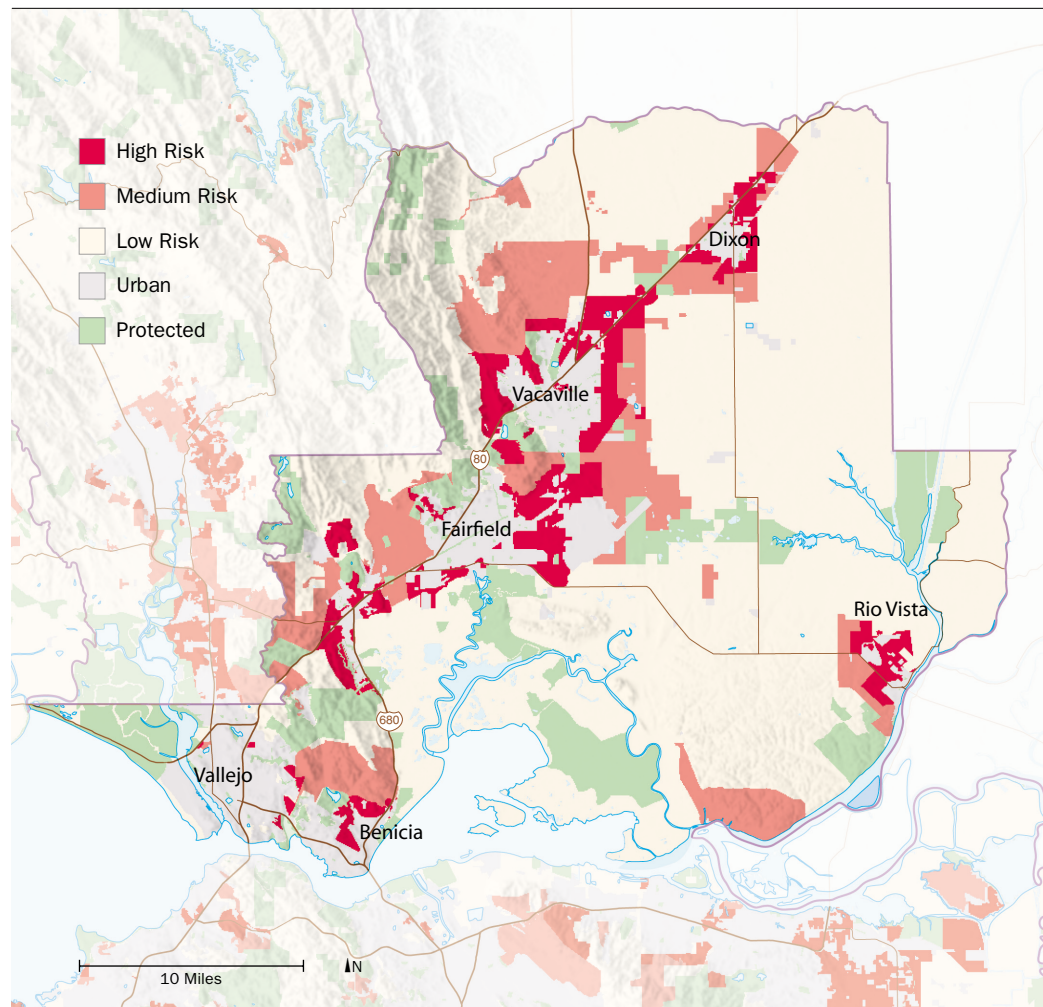 High Risk
Medium Risk
Low Risk
Urban
Protected
Dixon
Vacaville
80
Fairfield
Rio Vista
680
Vallejo
Benicia
10 Miles
N